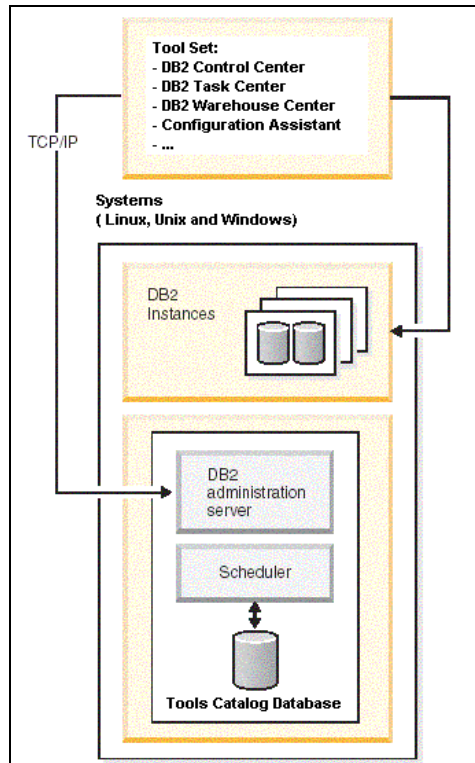 Tool Set:
- DB2 Control Center
- DB2 Task Center
- DB2 Warehouse Center
- Configuration Assistant
- ...
TCP/IP
Systems
( Linux, Unix and Windows)
DB2
Instances
DB2
administration
server
Scheduler
Tools Catalog Database